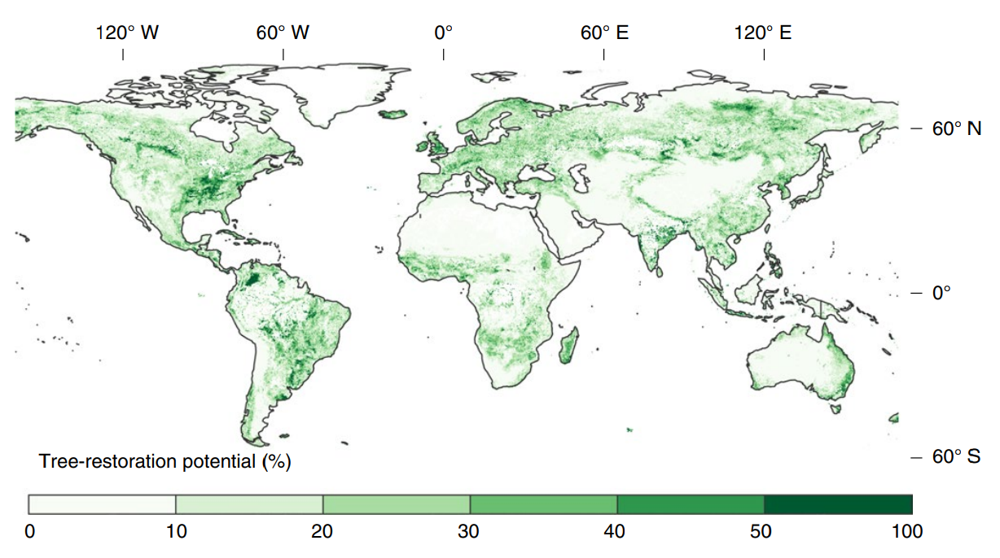 120° W 60° W 0° 60° E 120° E
60° N
0°
60° S
Tree-restoration potential (%)
0 10 20 30 40 50 100